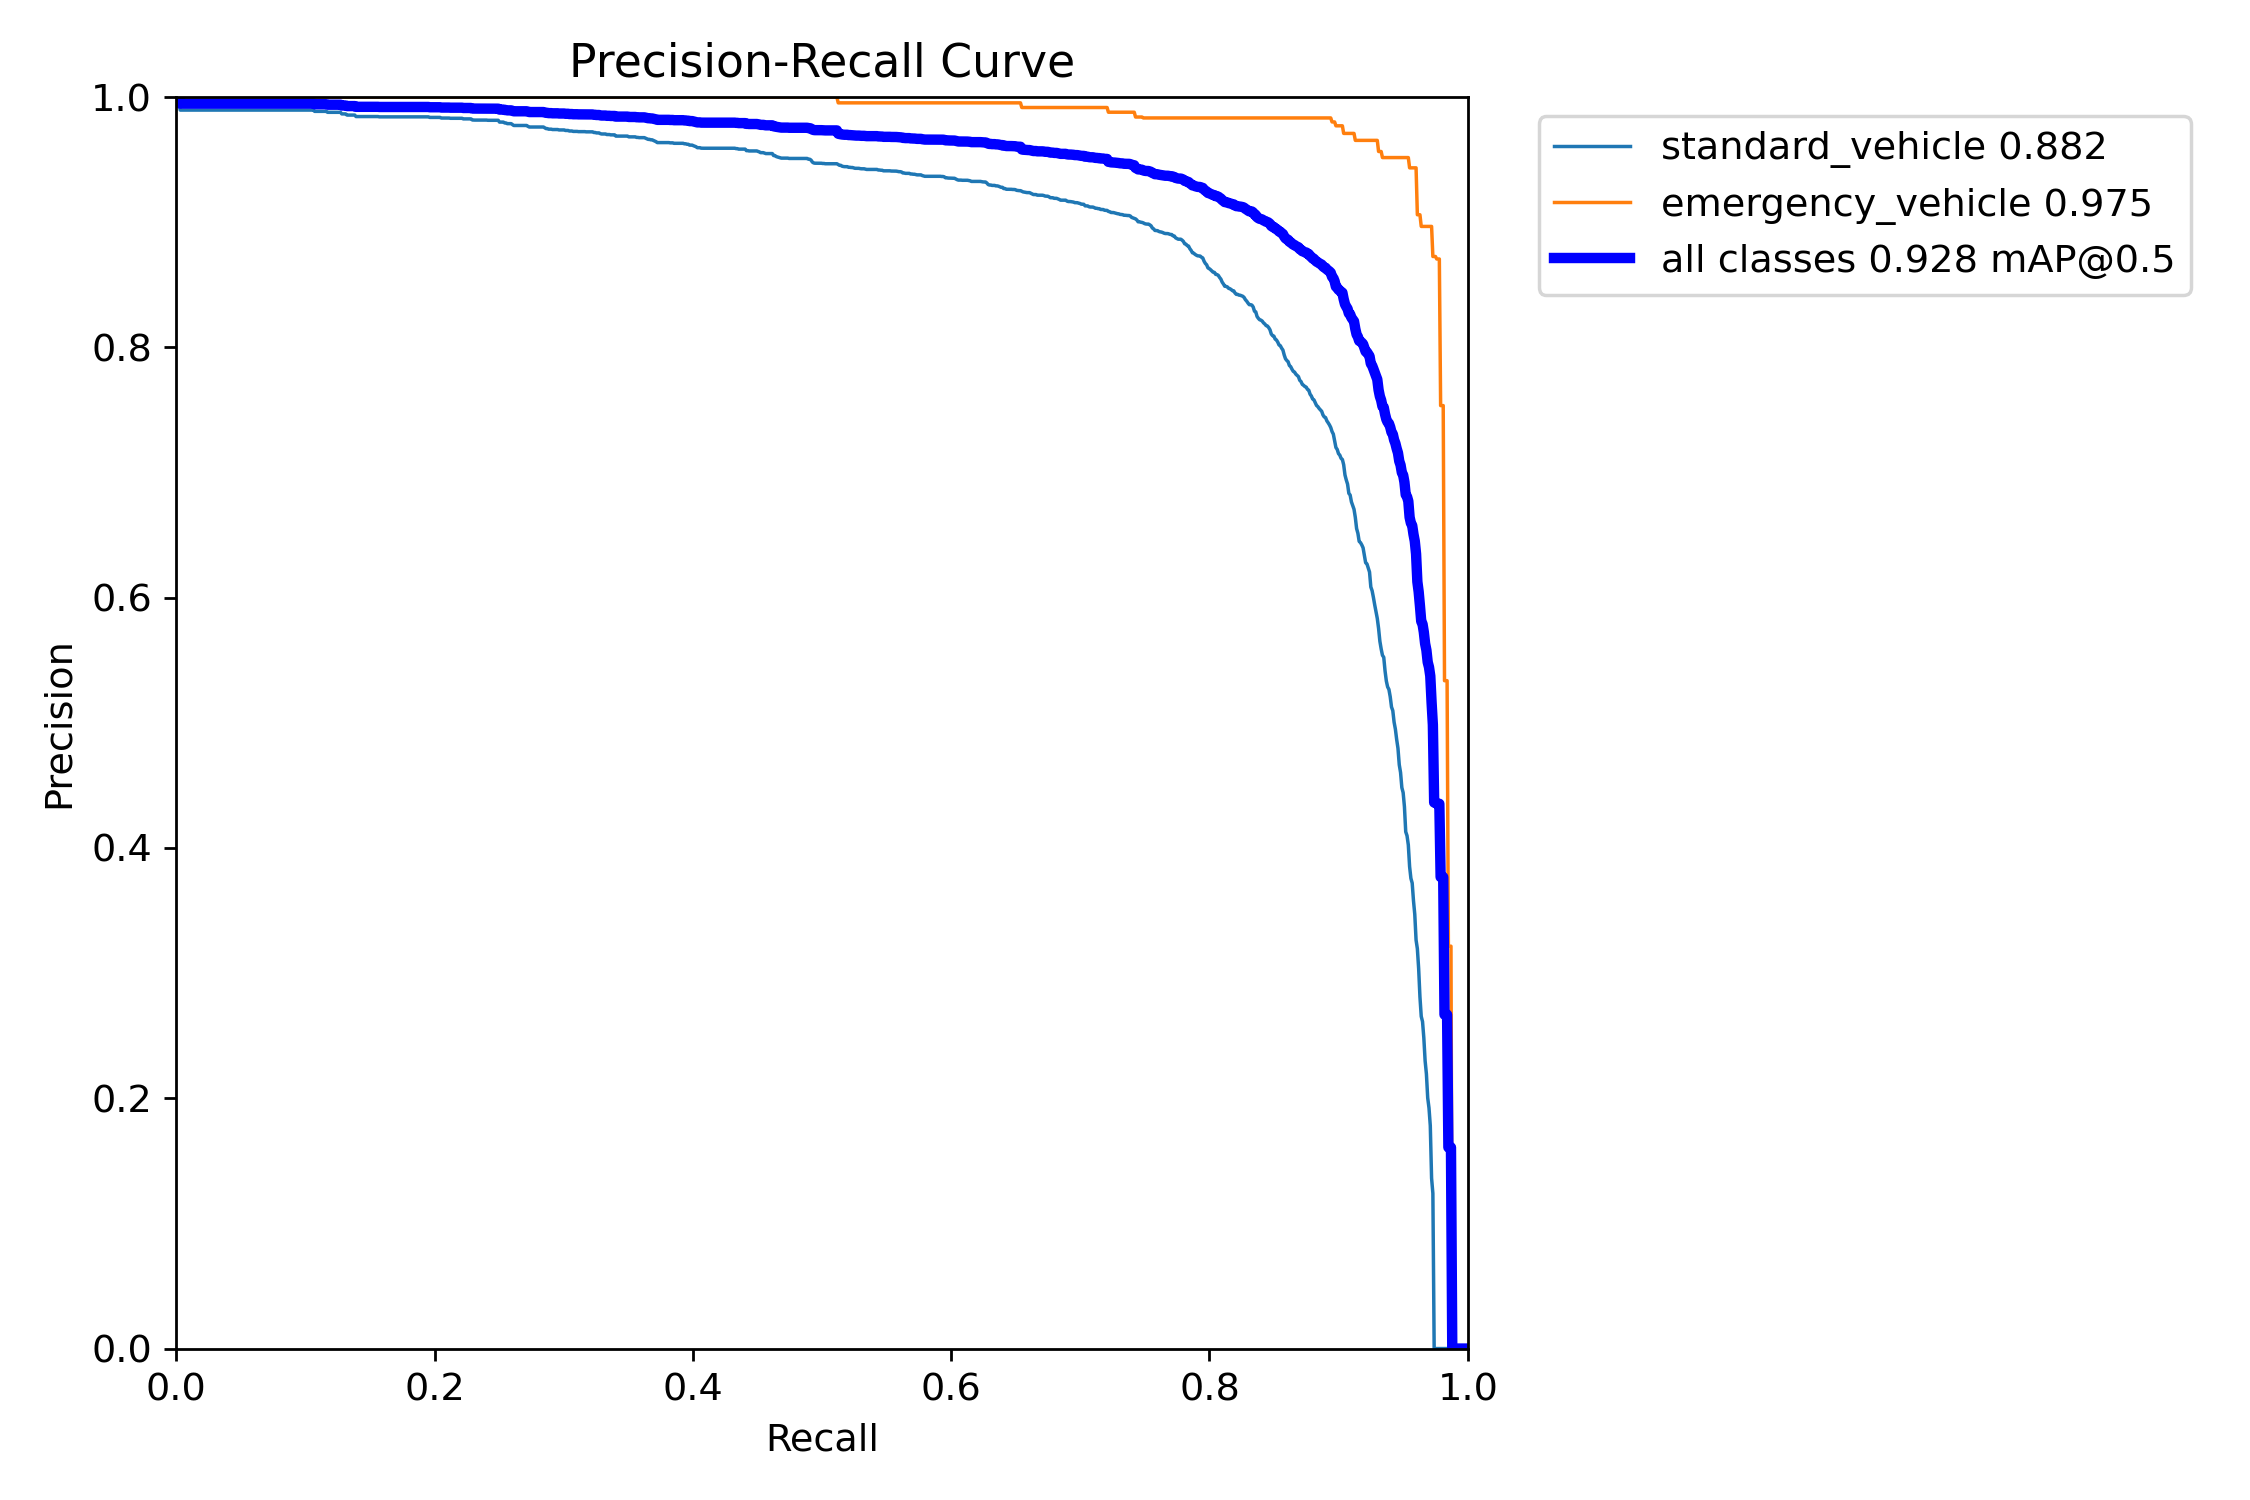 Precision-Recall Curve
standard_vehicle 0.882
emergency_vehicle 0.975
all classes 0.928 mAP@0.5
Precision
1.0
0.8
0.6
0.4
0.2
0.0
0.0 0.2 0.4 0.6 0.8 1.0
Recall